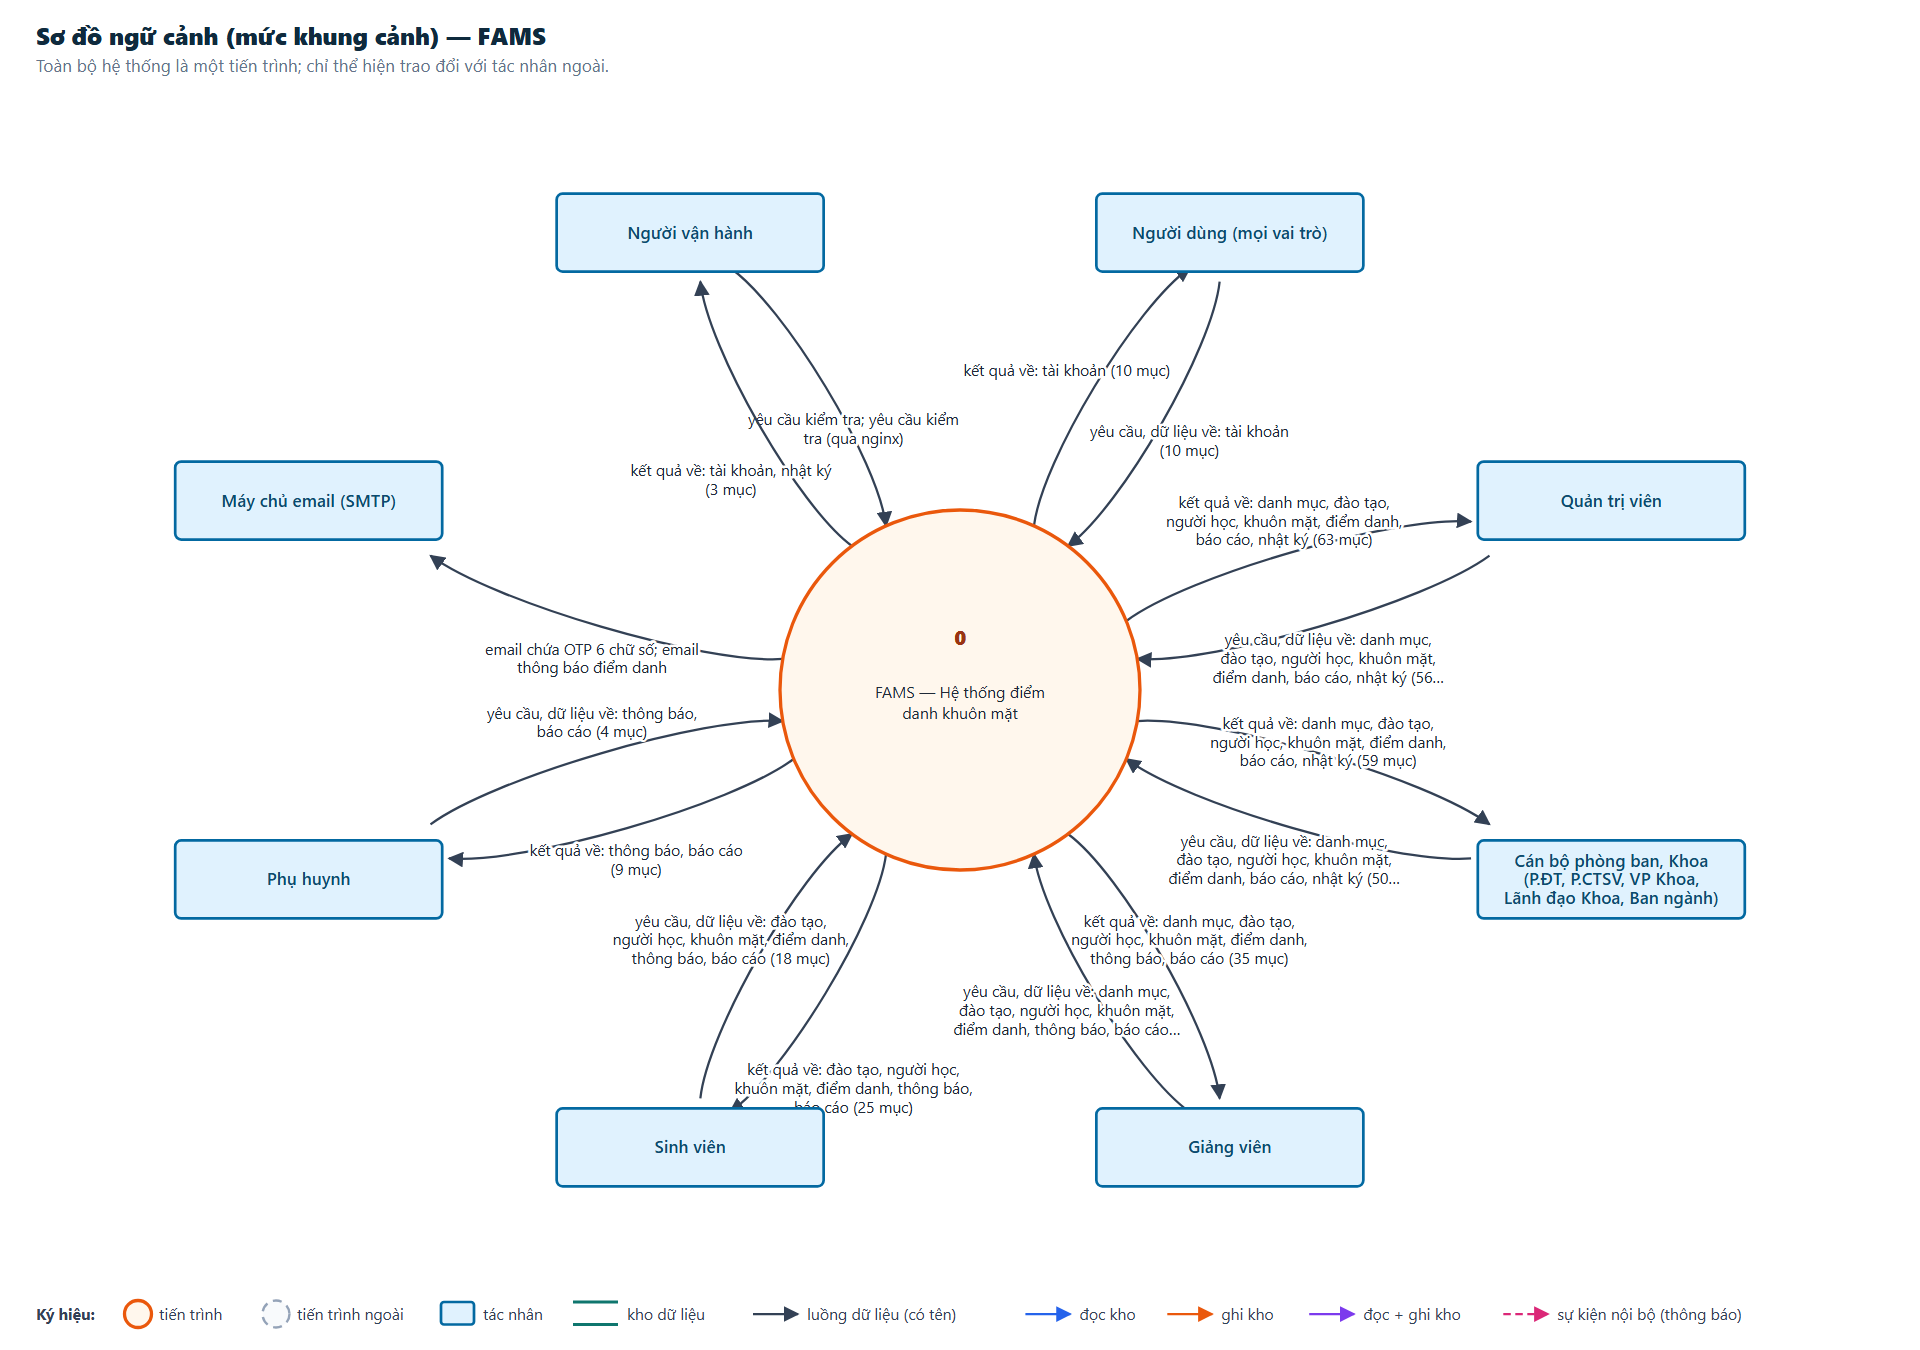 Sơ đồ ngữ cảnh (mức khung cảnh) — FAMS
Toàn bộ hệ thống là một tiến trình; chỉ thể hiện trao đổi với tác nhân ngoài.
Người vận hành
Người dùng (mọi vai trò)
kết quả về: tài khoản (10 mục)
yêu cầu kiểm tra; yêu cầu kiểm
tra (qua nginx)
yêu cầu, dữ liệu về: tài khoản
(10 mục)
kết quả về: tài khoản, nhật ký
(3 mục)
Máy chủ email (SMTP)
Quản trị viên
kết quả về: danh mục, đào tạo,
người học, khuôn mặt, điểm danh,
báo cáo, nhật ký (63 mục)
0
FAMS — Hệ thống điểm
danh khuôn mặt
email chứa OTP 6 chữ số; email
thông báo điểm danh
yêu cầu, dữ liệu về: danh mục,
đào tạo, người học, khuôn mặt,
điểm danh, báo cáo, nhật ký (56...
yêu cầu, dữ liệu về: thông báo,
báo cáo (4 mục)
kết quả về: danh mục, đào tạo,
người học, khuôn mặt, điểm danh,
báo cáo, nhật ký (59 mục)
Phụ huynh
kết quả về: thông báo, báo cáo
(9 mục)
yêu cầu, dữ liệu về: danh mục,
đào tạo, người học, khuôn mặt,
điểm danh, báo cáo, nhật ký (50...
Cán bộ phòng ban, Khoa
(P.ĐT, P.CTSV, VP Khoa,
Lãnh đạo Khoa, Ban ngành)
yêu cầu, dữ liệu về: đào tạo,
người học, khuôn mặt, điểm danh,
thông báo, báo cáo (18 mục)
kết quả về: danh mục, đào tạo,
người học, khuôn mặt, điểm danh,
thông báo, báo cáo (35 mục)
yêu cầu, dữ liệu về: danh mục,
đào tạo, người học, khuôn mặt,
điểm danh, thông báo, báo cáo...
kết quả về: đào tạo, người học,
khuôn mặt, điểm danh, thông báo,
báo cáo (25 mục)
Sinh viên
Giảng viên
Ký hiệu: tiến trình tiến trình ngoài tác nhân kho dữ liệu luồng dữ liệu (có tên) đọc kho ghi kho đọc + ghi kho sự kiện nội bộ (thông báo)